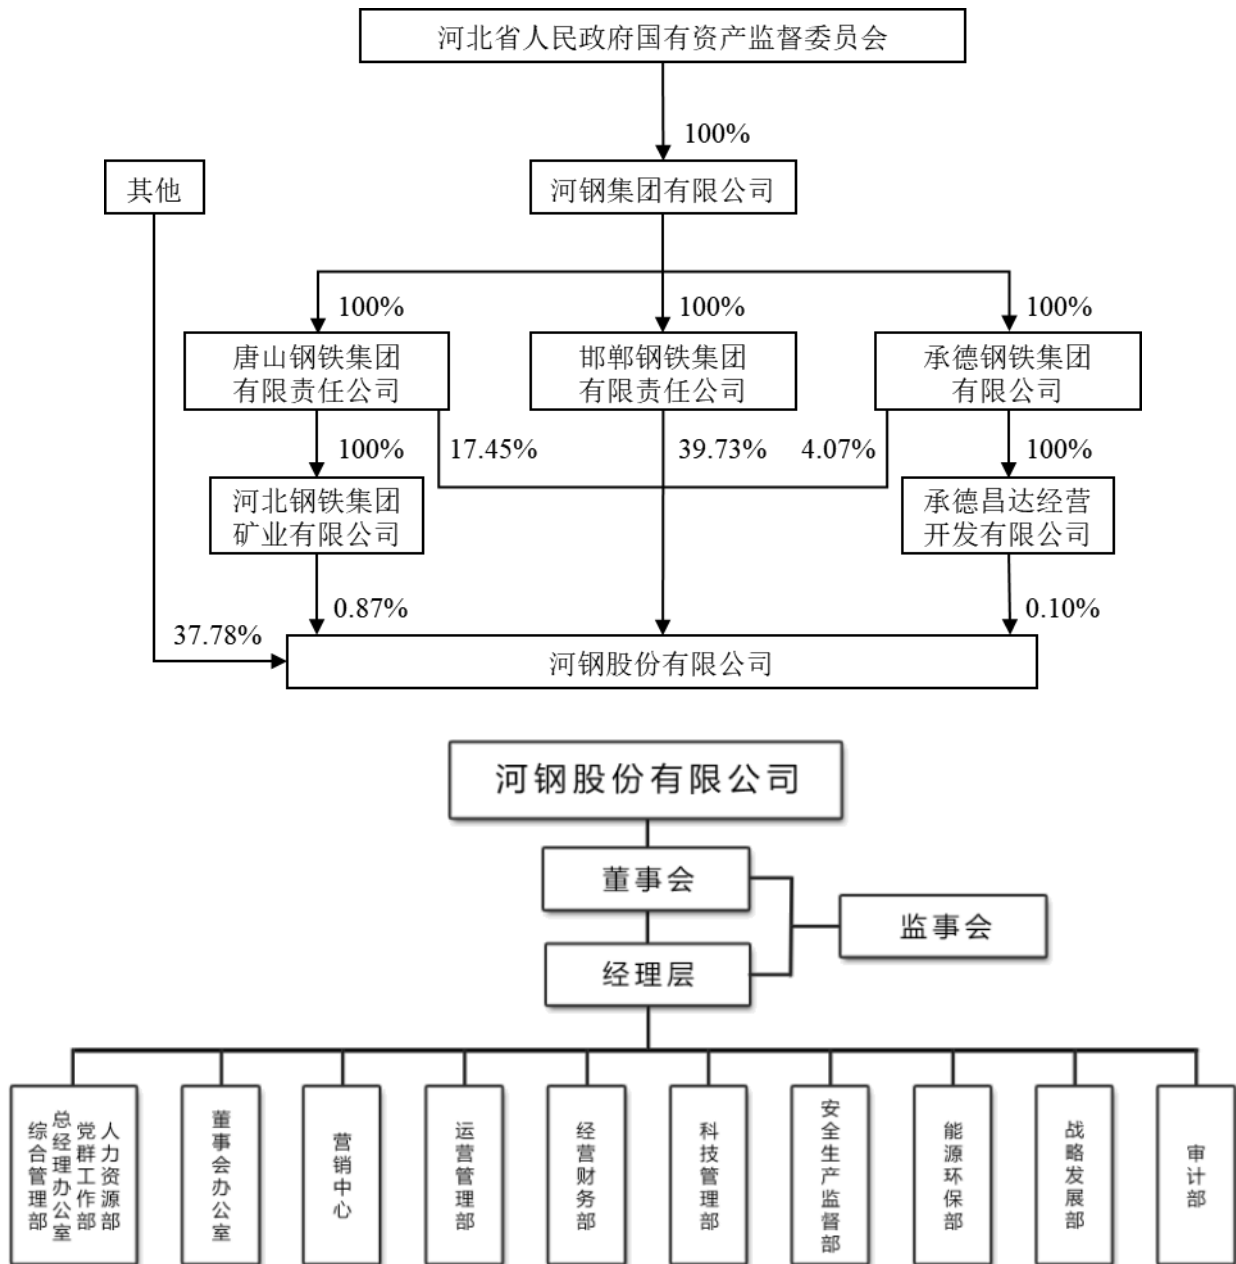 河北省人民政府国有资产监督委员会
100%
其他
河钢集团有限公司
100%
100%
100%
唐山钢铁集团
有限责任公司
邯郸钢铁集团
有限责任公司
承德钢铁集团
有限公司
100%
17.45%
39.73%
4.07%
100%
河北钢铁集团
矿业有限公司
承德昌达经营
开发有限公司
0.87%
0.10%
37.78%
河钢股份有限公司
河钢股份有限公司
董事会
监事会
经理层
综合管理部
总经理办公室
党群工作部
人力资源部
董事会办公室
营销中心
运营管理部
经营财务部
科技管理部
安全生产监督部
能源环保部
战略发展部
审计部